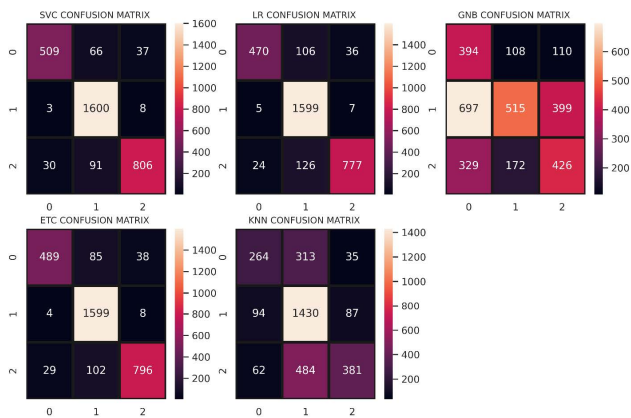 SVC CONFUSION MATRIX
0 509 66 37
1 3 1600 8
2 30 91 806
0 1 2
1600
1400
1200
1000
800
600
400
200
LR CONFUSION MATRIX
0 470 106 36
1 5 1599 7
2 24 126 777
0 1 2
1400
1200
1000
800
600
400
200
GNB CONFUSION MATRIX
0 394 108 110
1 697 515 399
2 329 172 426
0 1 2
600
500
400
300
200
ETC CONFUSION MATRIX
0 489 85 38
1 4 1599 8
2 29 102 796
0 1 2
1400
1200
1000
800
600
400
200
KNN CONFUSION MATRIX
0 264 313 35
1 94 1430 87
2 62 484 381
0 1 2
1400
1200
1000
800
600
400
200